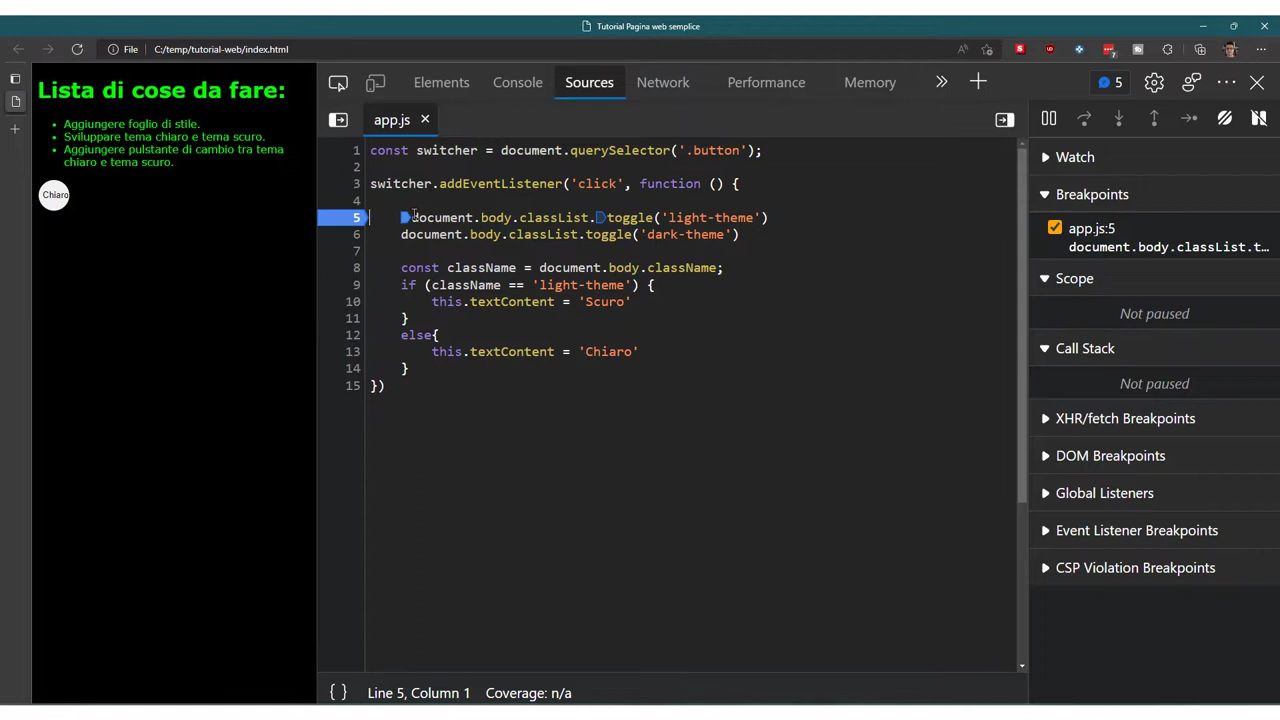 Tutorial Pagina web semplice
File C:/temp/tutorial-web/index.html
Lista di cose da fare:
Aggiungere foglio di stile.
Sviluppare tema chiaro e tema scuro.
Aggiungere pulstante di cambio tra tema
chiaro e tema scuro.
Chiaro
Elements Console Sources Network Performance Memory 5
app.js
1 const switcher = document.querySelector('.button');
2
3 switcher.addEventListener('click', function () {
4
5 document.body.classList.toggle('light-theme')
6 document.body.classList.toggle('dark-theme')
7
8 const className = document.body.className;
9 if (className == 'light-theme') {
10 this.textContent = 'Scuro'
11 }
12 else{
13 this.textContent = 'Chiaro'
14 }
15 })
{ } Line 5, Column 1 Coverage: n/a
Watch
Breakpoints
app.js:5
document.body.classList.t...
Scope
Not paused
Call Stack
Not paused
XHR/fetch Breakpoints
DOM Breakpoints
Global Listeners
Event Listener Breakpoints
CSP Violation Breakpoints